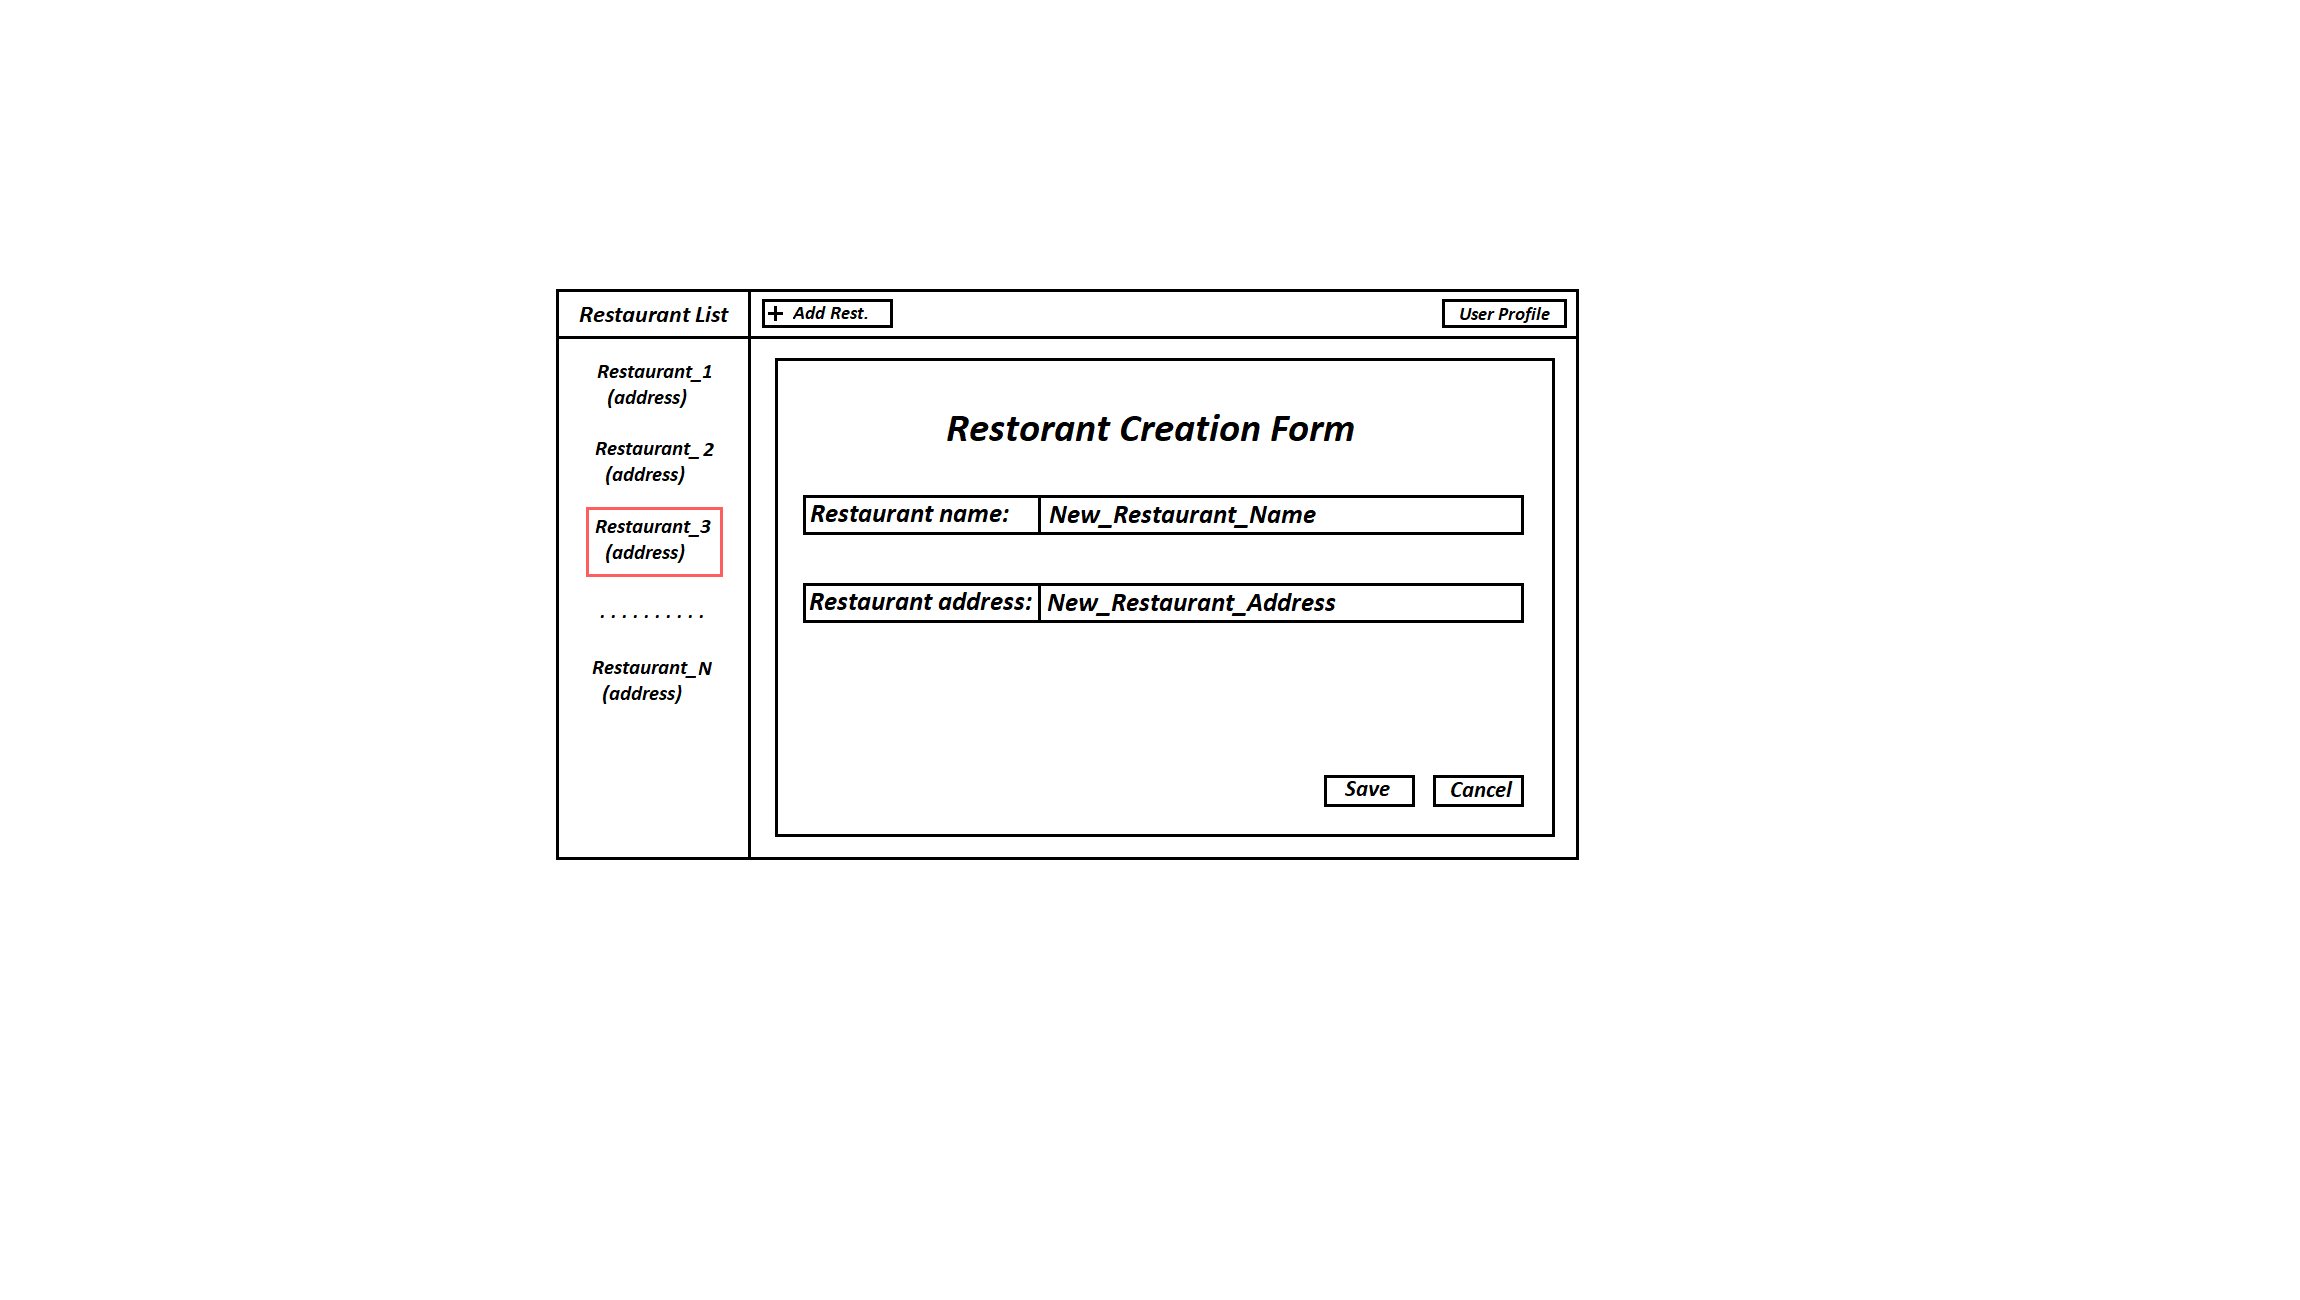 Restaurant List
+ Add Rest.
User Profile
Restaurant_1
(address)
Restaurant_2
(address)
Restaurant_3
(address)
..........
Restaurant_N
(address)
Restorant Creation Form
Restaurant name: New_Restaurant_Name
Restaurant address: New_Restaurant_Address
Save
Cancel